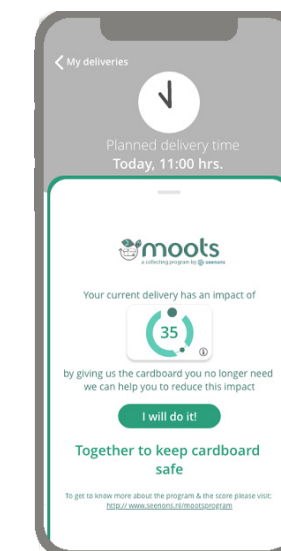 My deliveries
Planned delivery time
Today, 11:00 hrs.
moots
a collecting program by seenons
Your current delivery has an impact of
35
by giving us the cardboard you no longer need
we can help you to reduce this impact
I will do it!
Together to keep cardboard
safe
To get to know more about the program & the score please visit:
http:// www.seenons.nl/mootsprogram